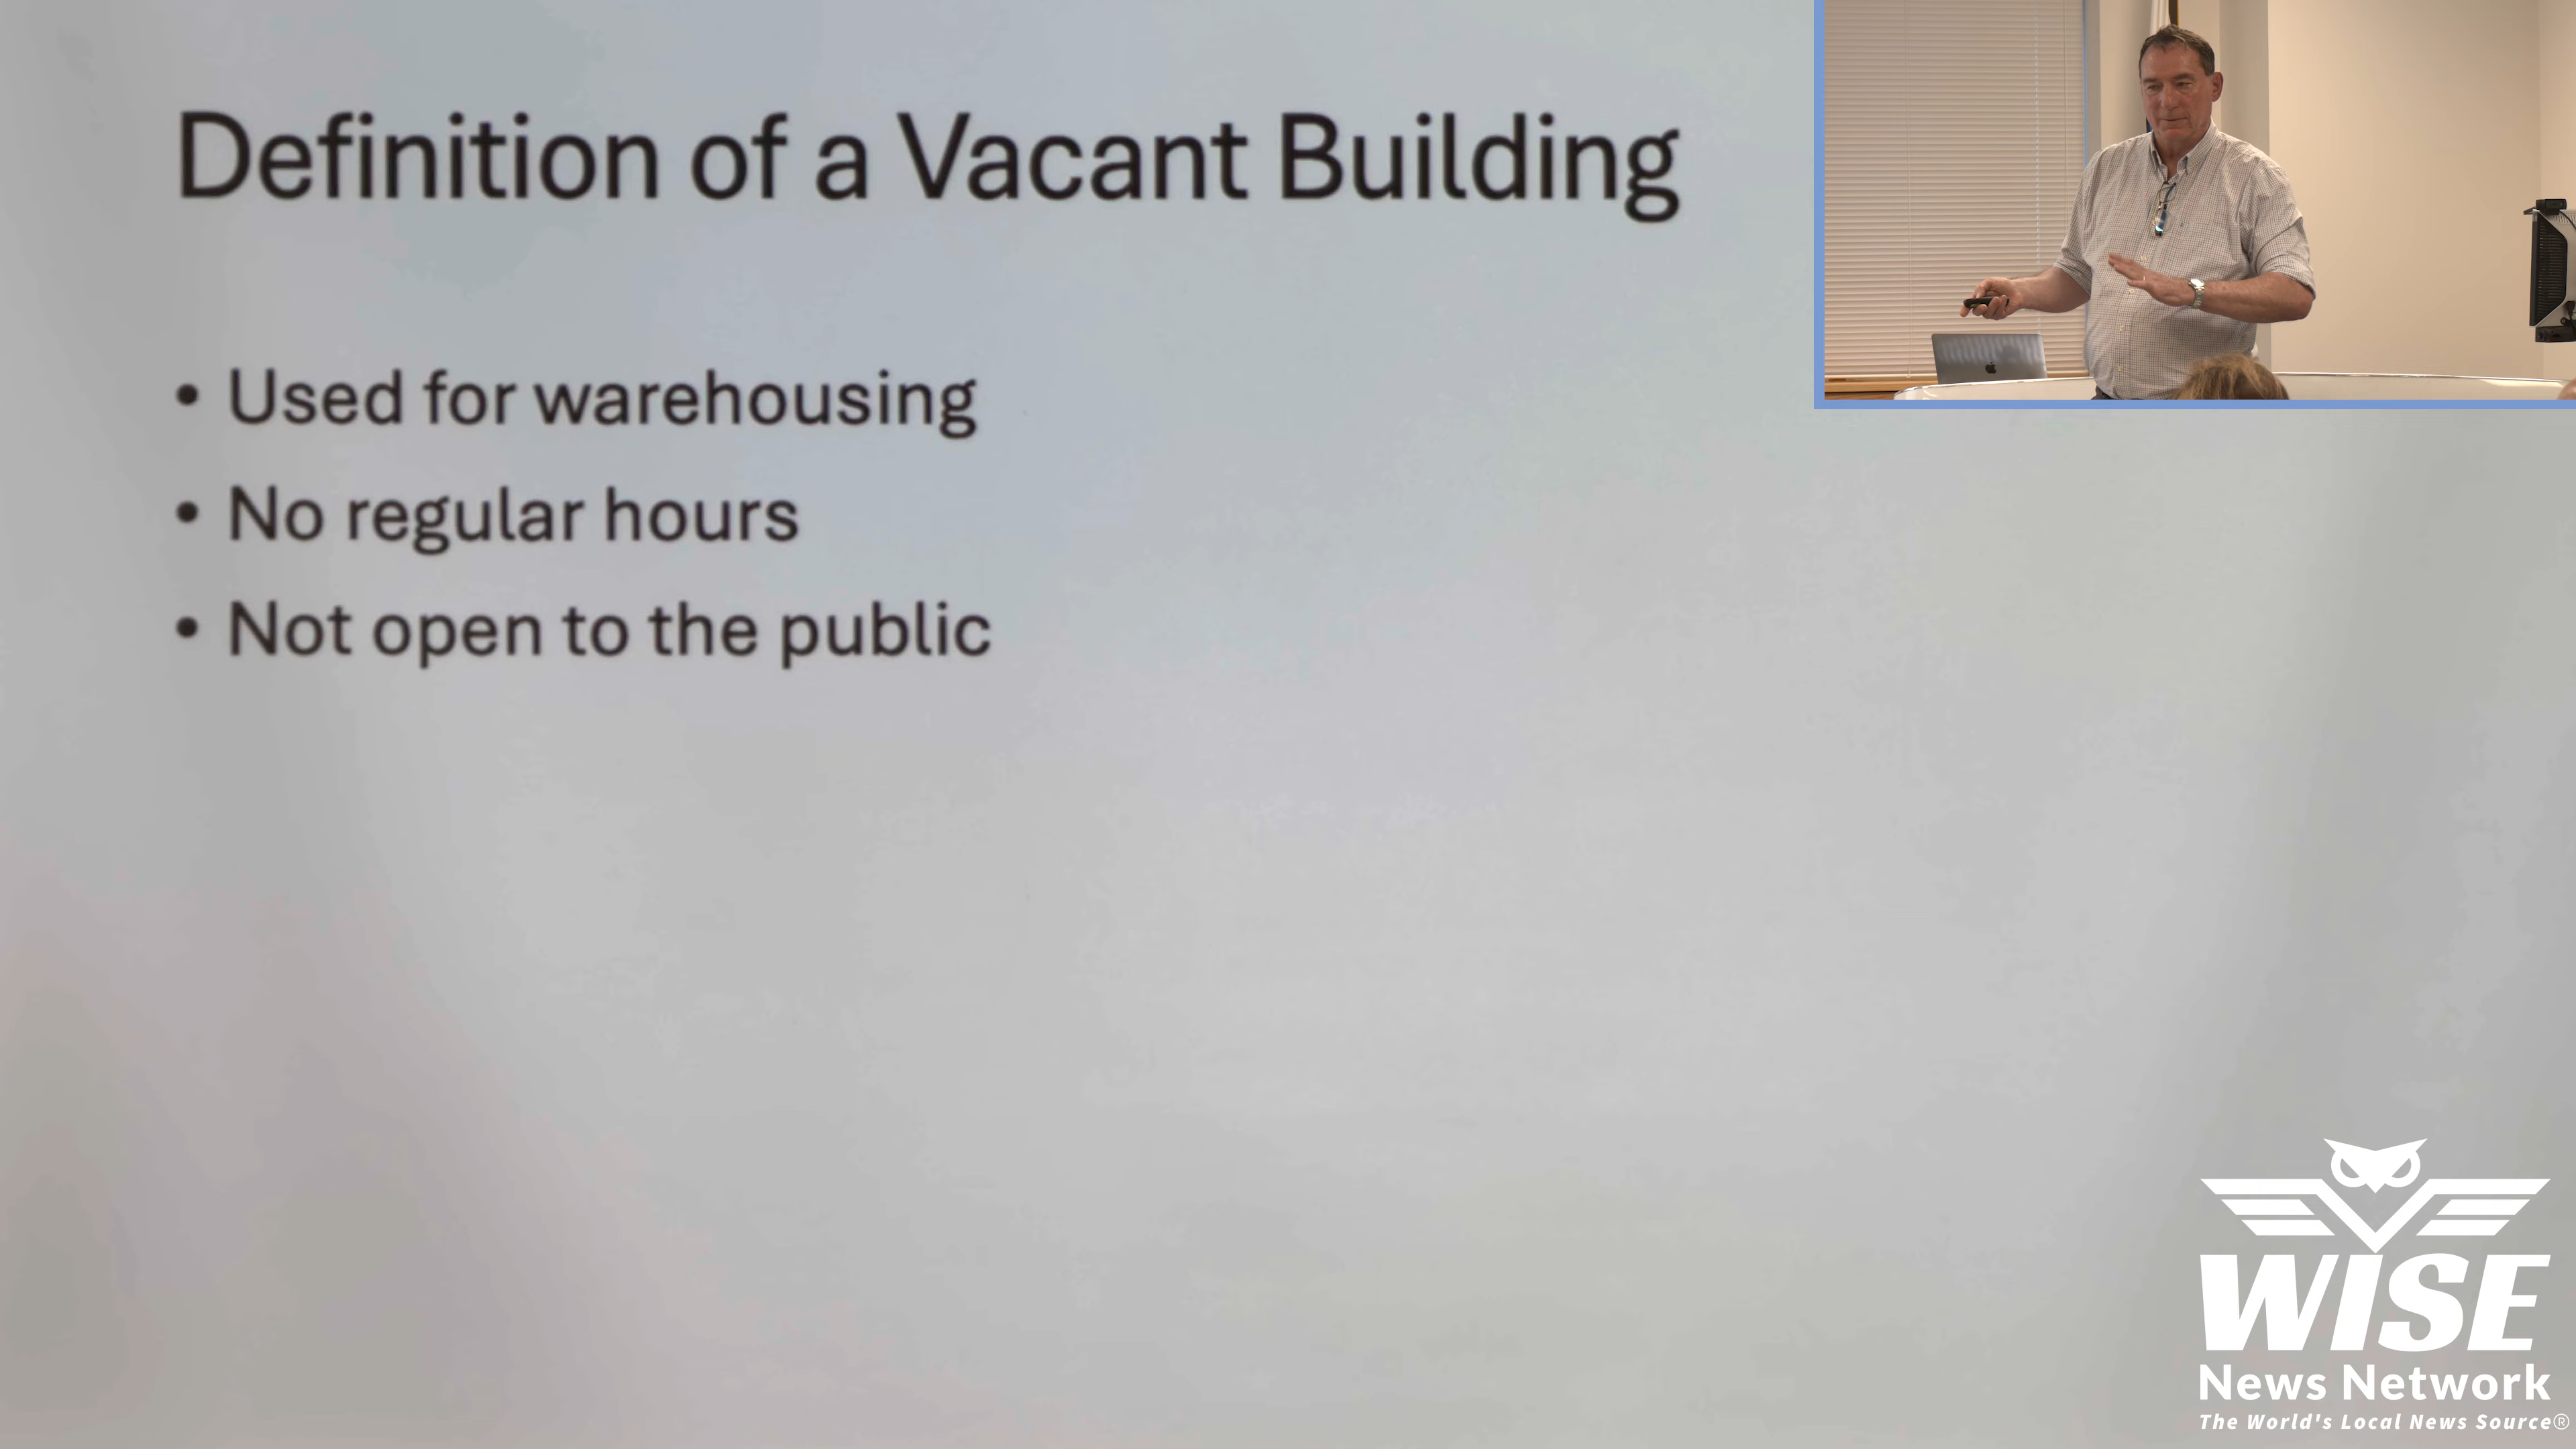 Definition of a Vacant Building
• Used for warehousing
• No regular hours
• Not open to the public
WISE
News Network
The World's Local News Source®